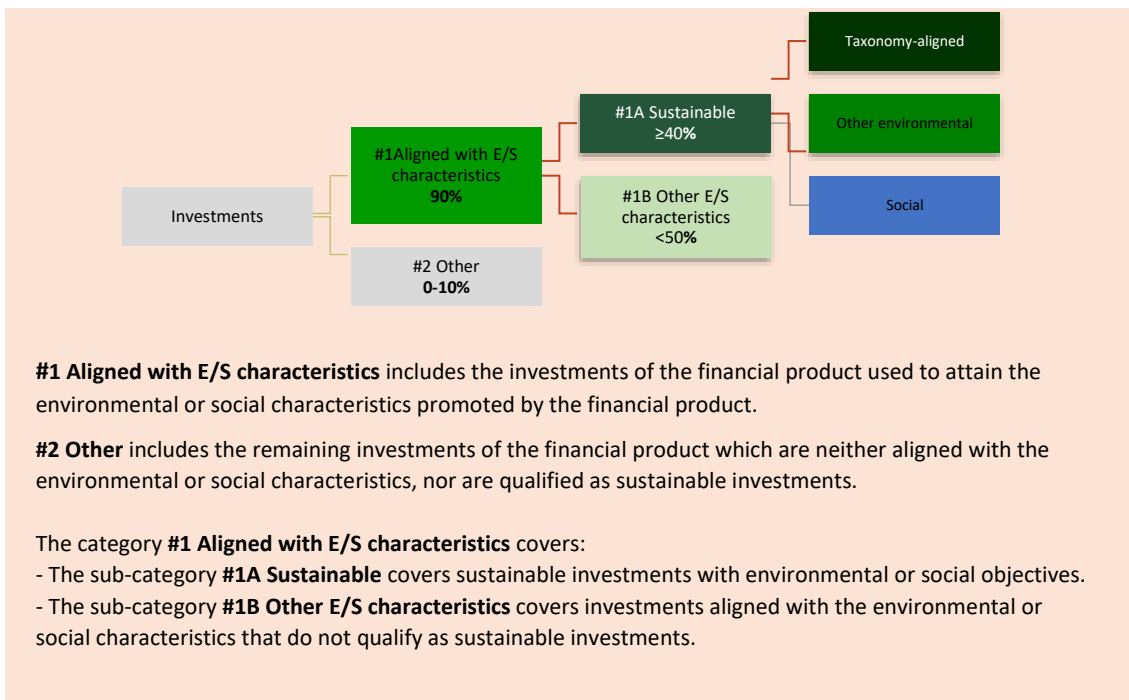 Taxonomy-aligned
#1A Sustainable
≥40%
Other environmental
#1Aligned with E/S
characteristics
90%
#1B Other E/S
characteristics
<50%
Social
Investments
#2 Other
0-10%
#1 Aligned with E/S characteristics includes the investments of the financial product used to attain the
environmental or social characteristics promoted by the financial product.
#2 Other includes the remaining investments of the financial product which are neither aligned with the
environmental or social characteristics, nor are qualified as sustainable investments.
The category #1 Aligned with E/S characteristics covers:
- The sub-category #1A Sustainable covers sustainable investments with environmental or social objectives.
- The sub-category #1B Other E/S characteristics covers investments aligned with the environmental or
social characteristics that do not qualify as sustainable investments.